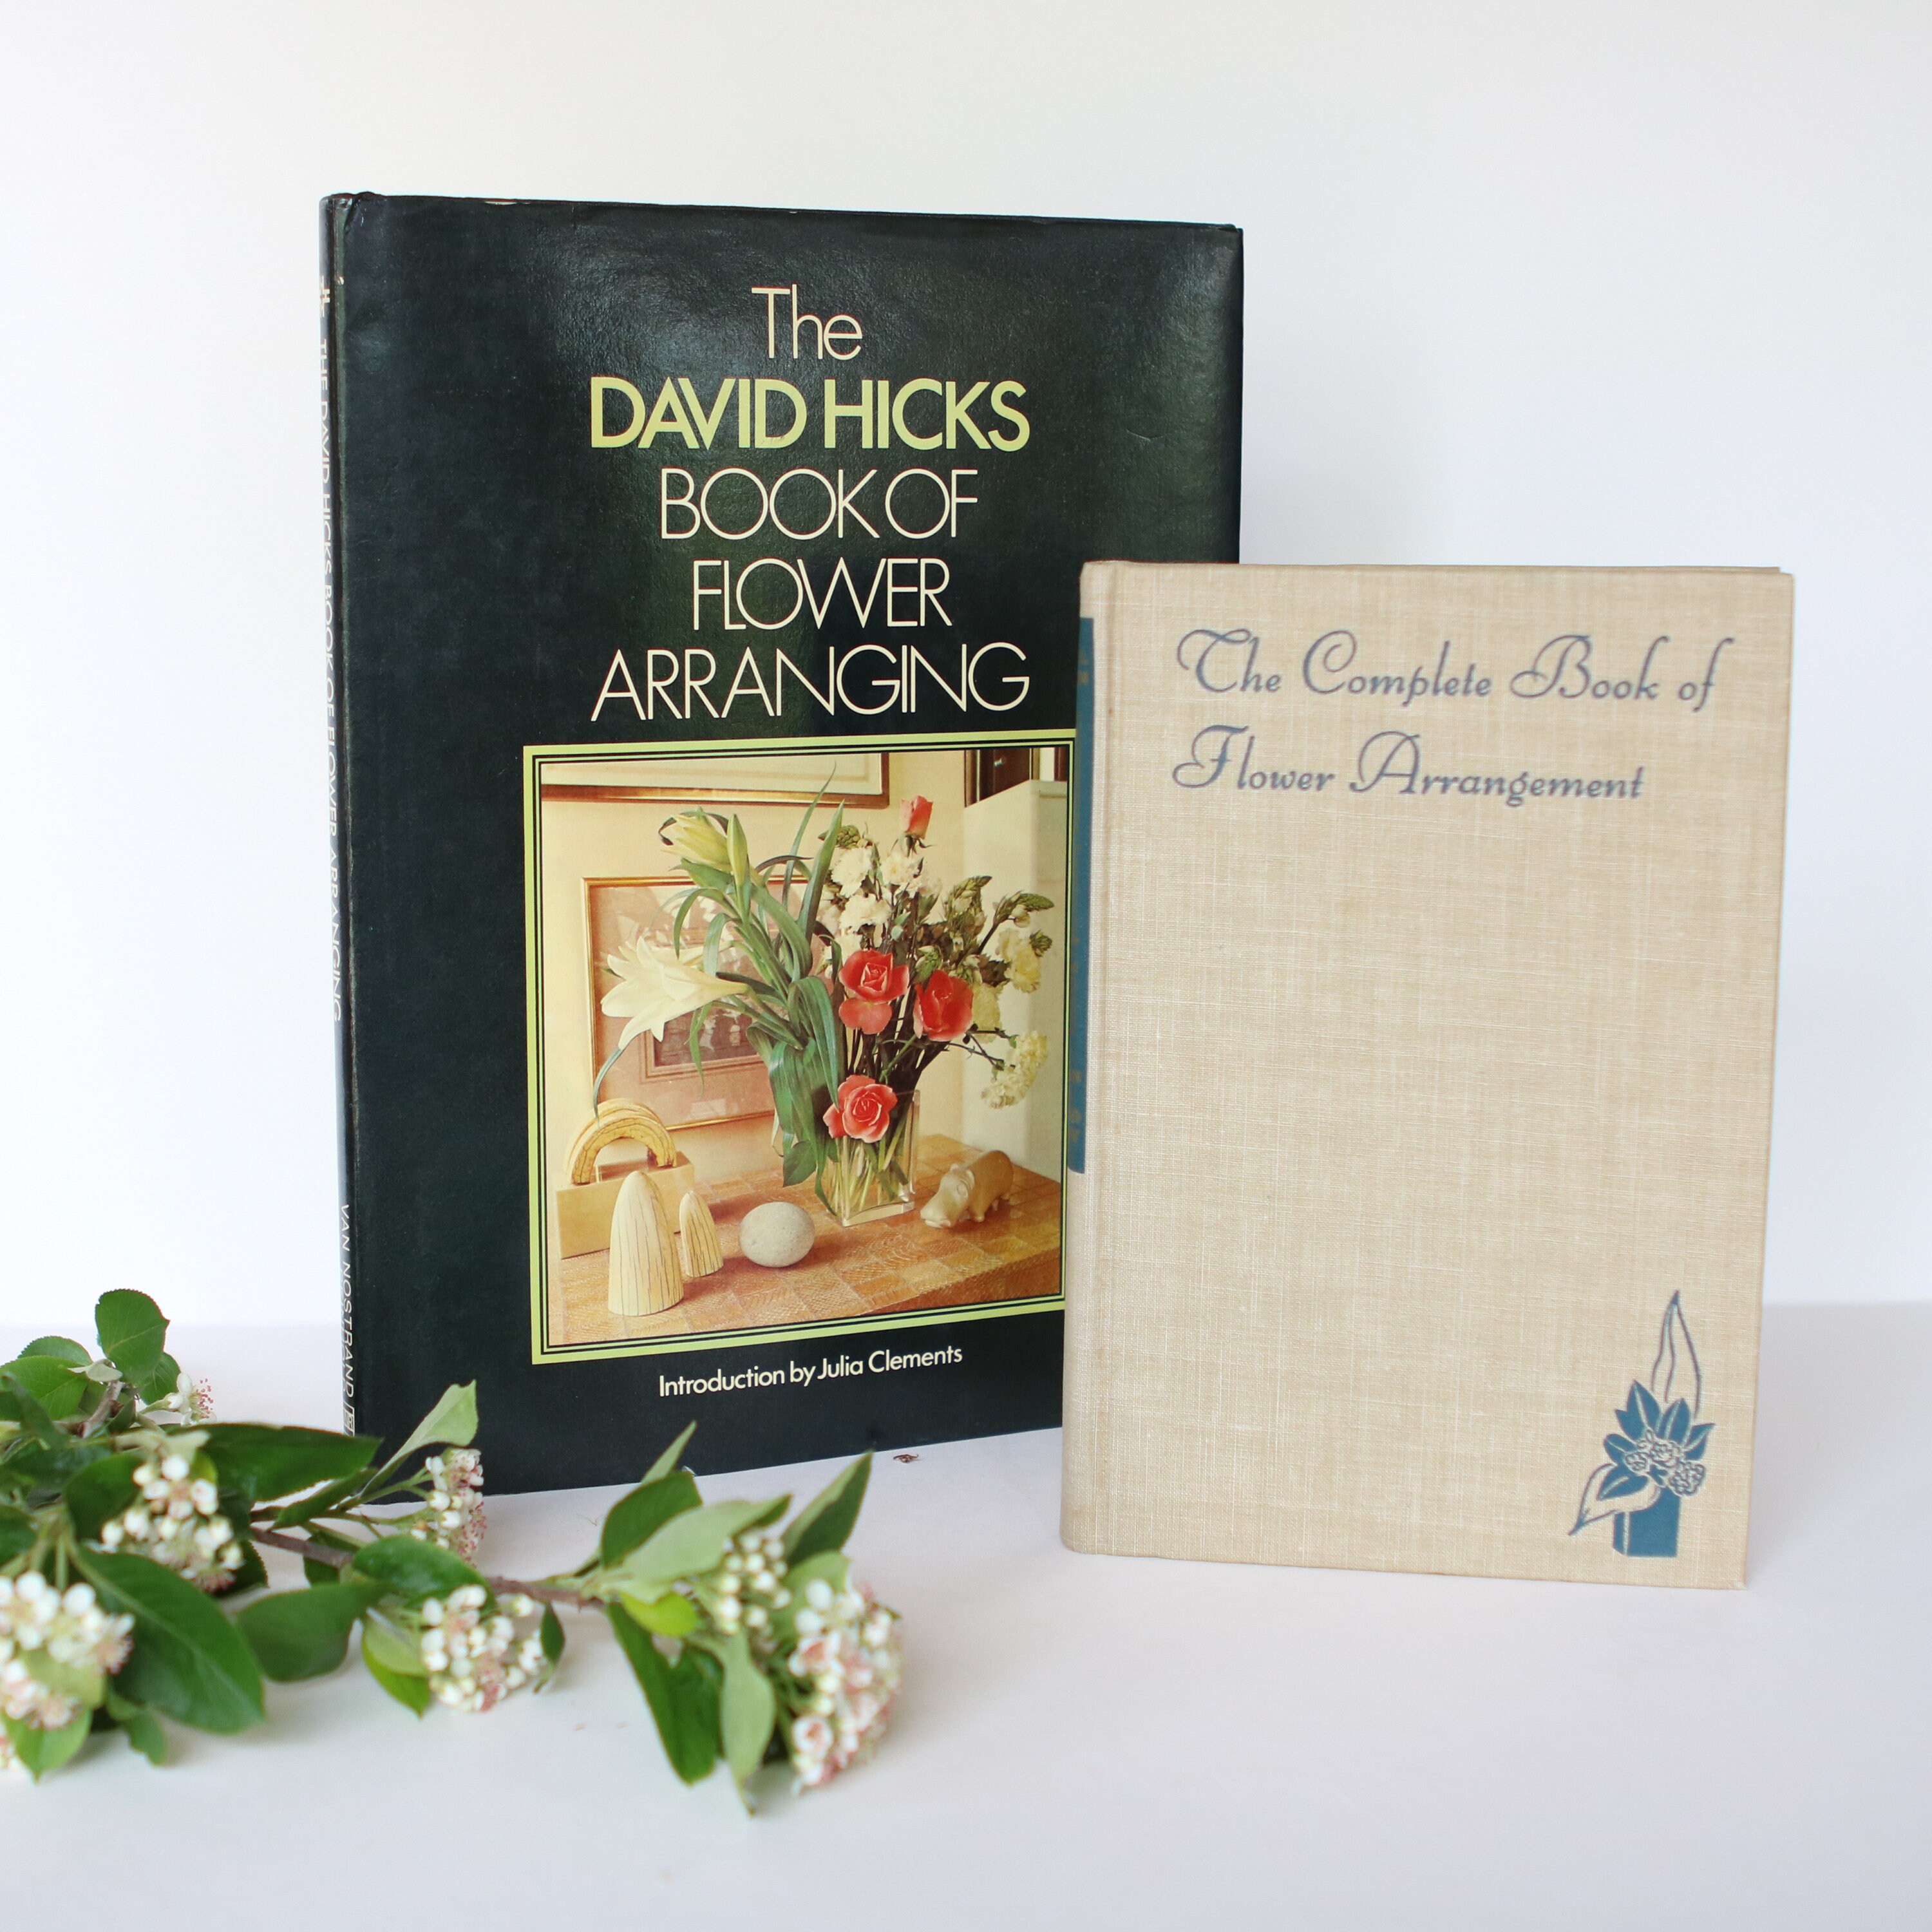 The
DAVID HICKS
BOOK OF
FLOWER
ARRANGING
Introduction by Julia Clements
THE DAVID HICKS BOOK OF FLOWER ARRANGING
VAN NOSTRAND
The Complete Book of
Flower Arrangement